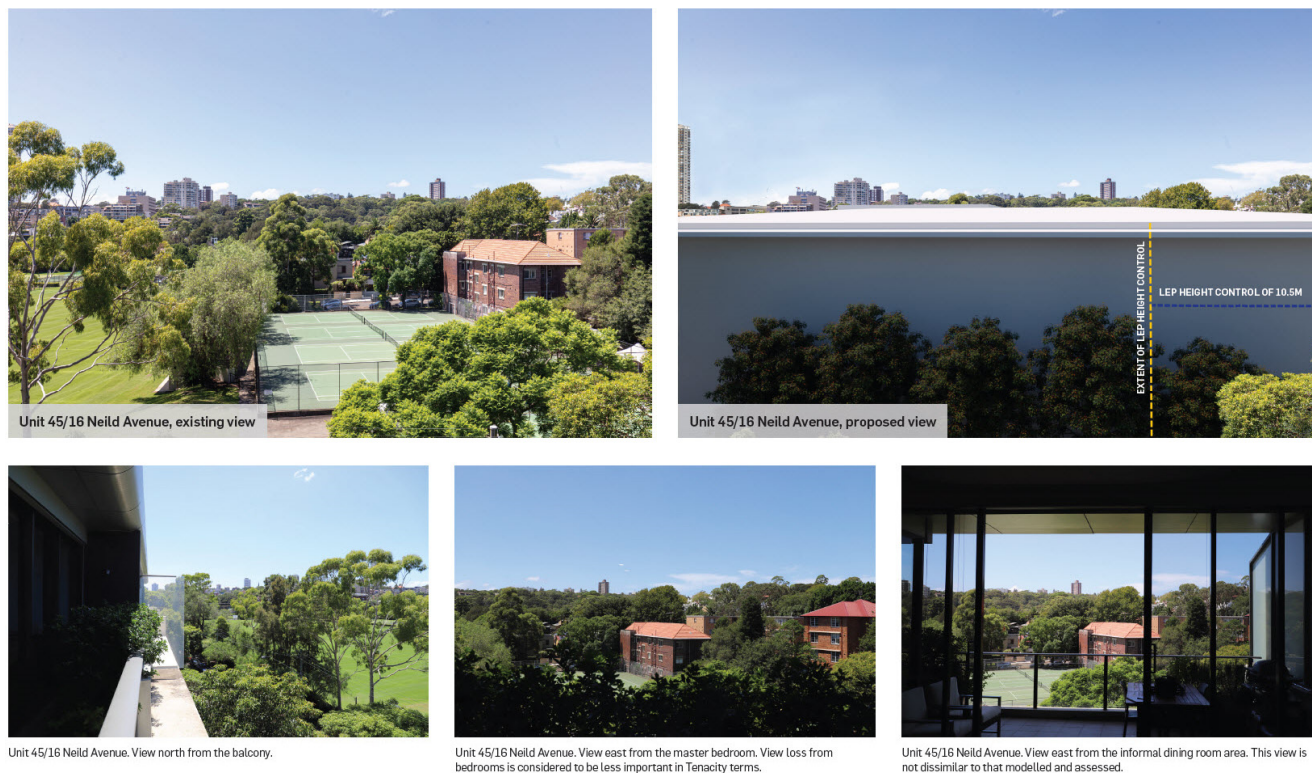 Unit 45/16 Neild Avenue, existing view
EXTENT OF LEP HEIGHT CONTROL
LEP HEIGHT CONTROL OF 10.5M
Unit 45/16 Neild Avenue, proposed view
Unit 45/16 Neild Avenue. View north from the balcony.
Unit 45/16 Neild Avenue. View east from the master bedroom. View loss from
bedrooms is considered to be less important in Tenacity terms.
Unit 45/16 Neild Avenue. View east from the informal dining room area. This view is
not dissimilar to that modelled and assessed.